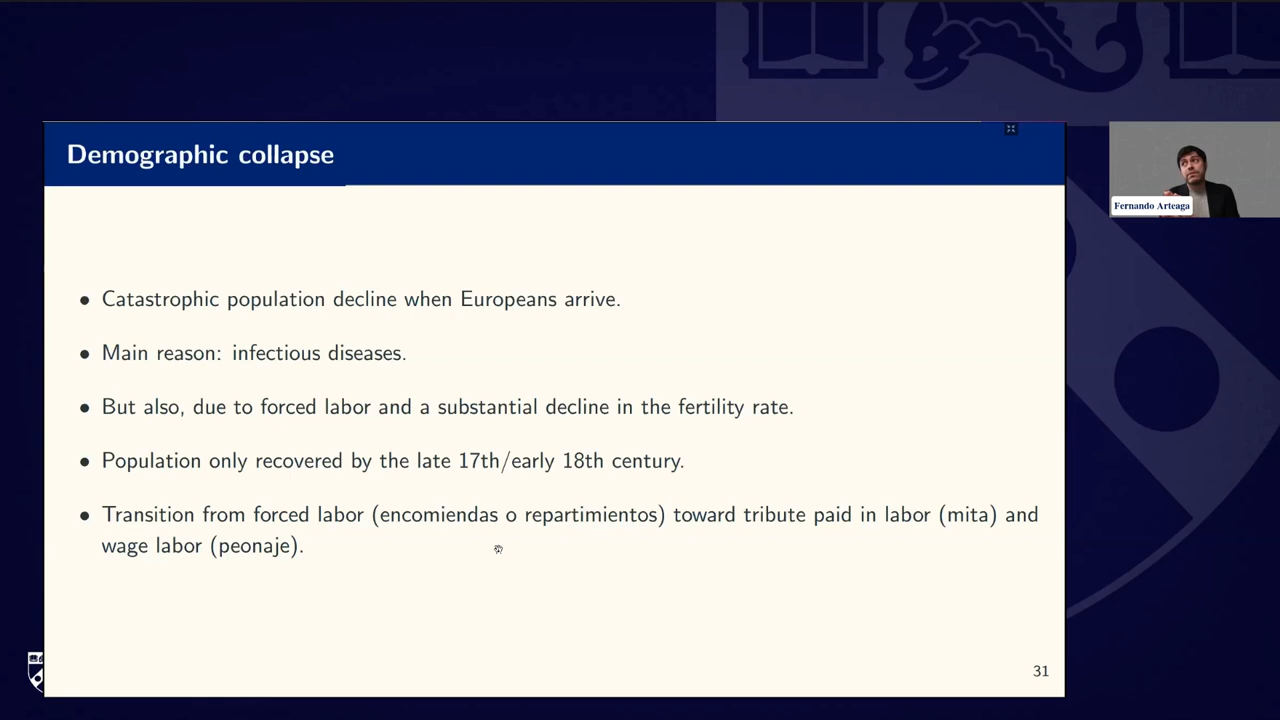 Demographic collapse
Fernando Arteaga
• Catastrophic population decline when Europeans arrive.
• Main reason: infectious diseases.
• But also, due to forced labor and a substantial decline in the fertility rate.
• Population only recovered by the late 17th/early 18th century.
• Transition from forced labor (encomiendas o repartimientos) toward tribute paid in labor (mita) and
wage labor (peonaje).
31